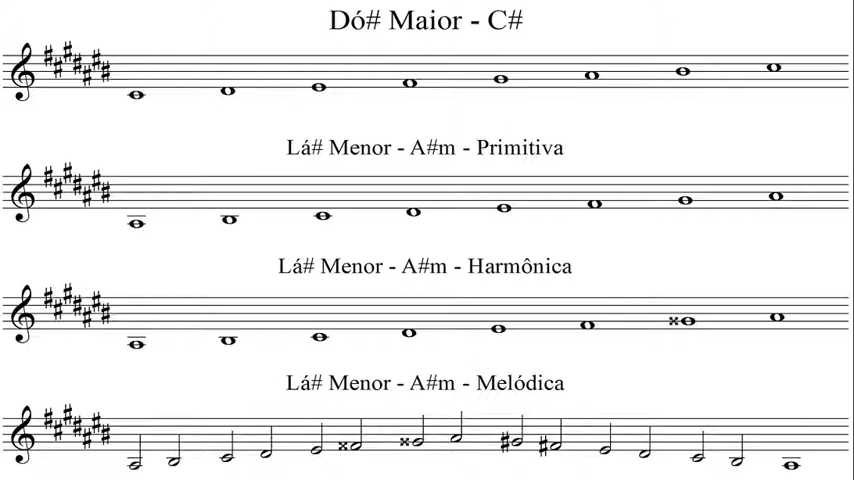 Dó# Maior - C#
Lá# Menor - A#m - Primitiva
Lá# Menor - A#m - Harmônica
Lá# Menor - A#m - Melódica